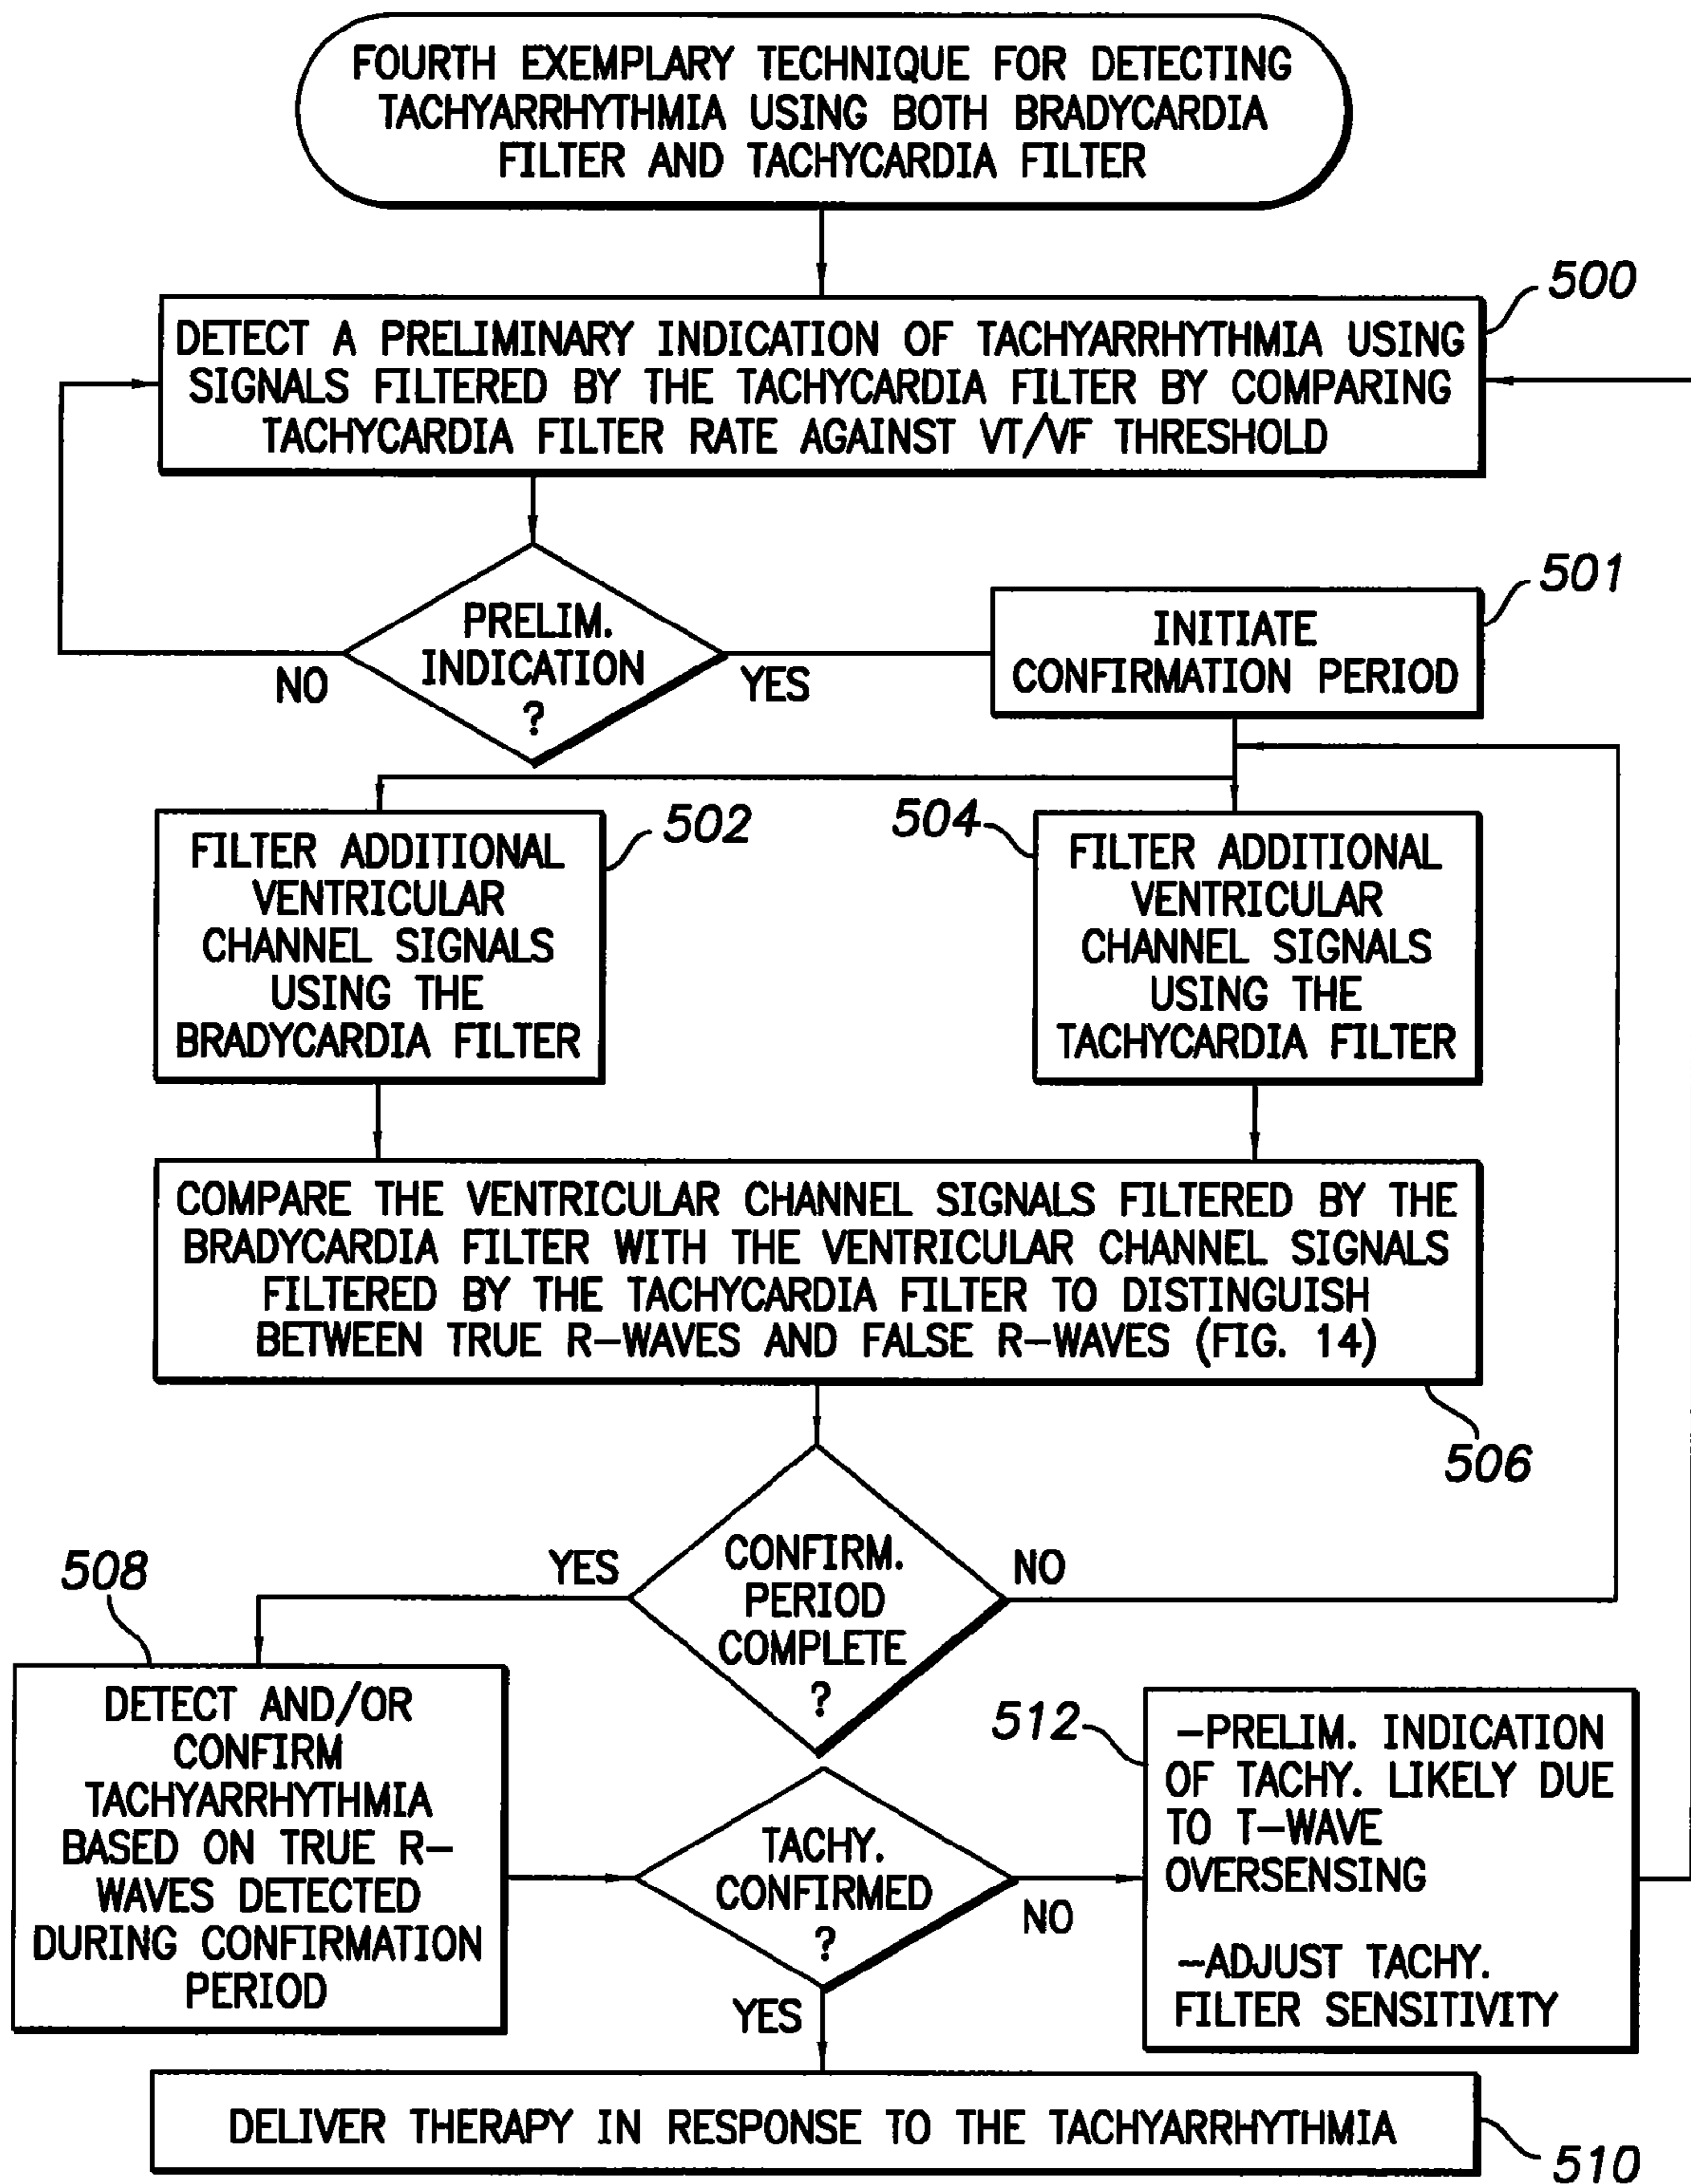 FOURTH EXEMPLARY TECHNIQUE FOR DETECTING
TACHYARRHYTHMIA USING BOTH BRADYCARDIA
FILTER AND TACHYCARDIA FILTER
500
DETECT A PRELIMINARY INDICATION OF TACHYARRHYTHMIA USING
SIGNALS FILTERED BY THE TACHYCARDIA FILTER BY COMPARING
TACHYCARDIA FILTER RATE AGAINST VT/VF THRESHOLD
PRELIM.
INDICATION
?
NO
YES
501
INITIATE
CONFIRMATION PERIOD
502
FILTER ADDITIONAL
VENTRICULAR
CHANNEL SIGNALS
USING THE
BRADYCARDIA FILTER
504
FILTER ADDITIONAL
VENTRICULAR
CHANNEL SIGNALS
USING THE
TACHYCARDIA FILTER
COMPARE THE VENTRICULAR CHANNEL SIGNALS FILTERED BY THE
BRADYCARDIA FILTER WITH THE VENTRICULAR CHANNEL SIGNALS
FILTERED BY THE TACHYCARDIA FILTER TO DISTINGUISH
BETWEEN TRUE R-WAVES AND FALSE R-WAVES (FIG. 14)
506
CONFIRM.
PERIOD
COMPLETE
?
YES
NO
508
DETECT AND/OR
CONFIRM
TACHYARRHYTHMIA
BASED ON TRUE R-
WAVES DETECTED
DURING CONFIRMATION
PERIOD
TACHY.
CONFIRMED
?
NO
YES
512
-PRELIM. INDICATION
OF TACHY. LIKELY DUE
TO T-WAVE
OVERSENSING
-ADJUST TACHY.
FILTER SENSITIVITY
DELIVER THERAPY IN RESPONSE TO THE TACHYARRHYTHMIA
510